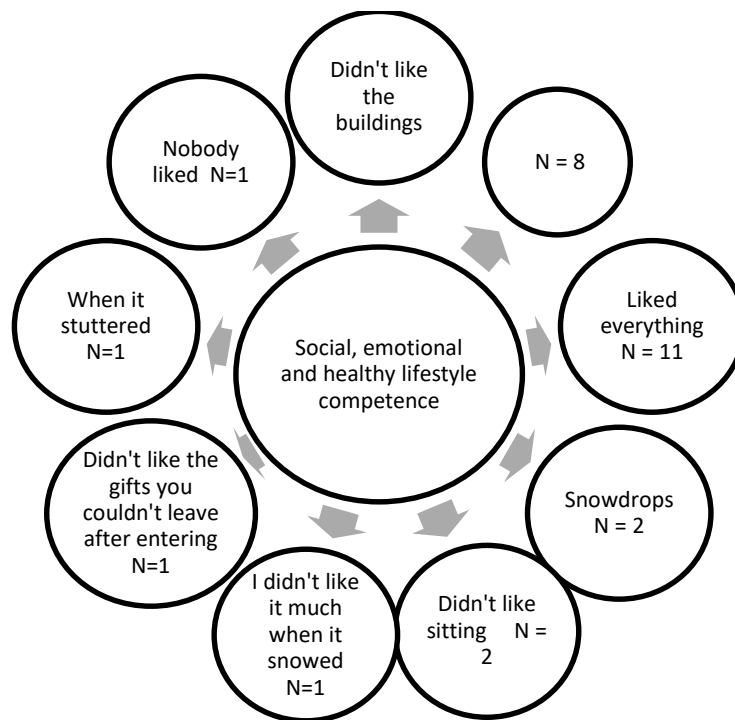 Didn't like
the
buildings
N = 8
Liked
everything
N = 11
Snowdrops
N = 2
Didn't like
sitting N =
2
I didn't like
it much
when it
snowed
N=1
Didn't like the
gifts you
couldn't leave
after entering
N=1
When it
stuttered
N=1
Nobody
liked N=1
Social, emotional
and healthy lifestyle
competence